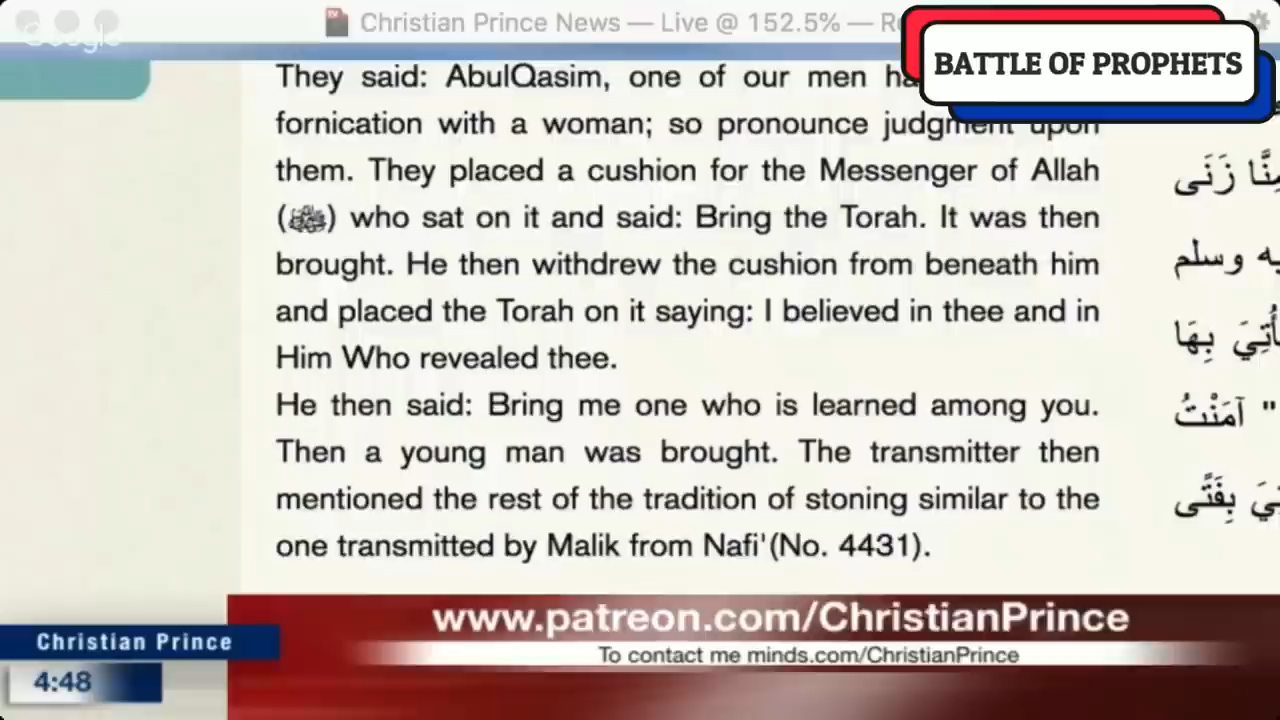 Christian Prince News — Live @ 152.5% — R
Google
BATTLE OF PROPHETS
They said: AbulQasim, one of our men ha
fornication with a woman; so pronounce judgment upon
them. They placed a cushion for the Messenger of Allah
(ﷺ) who sat on it and said: Bring the Torah. It was then
brought. He then withdrew the cushion from beneath him
and placed the Torah on it saying: I believed in thee and in
Him Who revealed thee.
He then said: Bring me one who is learned among you.
Then a young man was brought. The transmitter then
mentioned the rest of the tradition of stoning similar to the
one transmitted by Malik from Nafi'(No. 4431).
مِنَّا زَنَى
وسلم
بِهَا
" آمَنْتُ
بِفَتًى
www.patreon.com/ChristianPrince
To contact me minds.com/ChristianPrince
Christian Prince
4:48